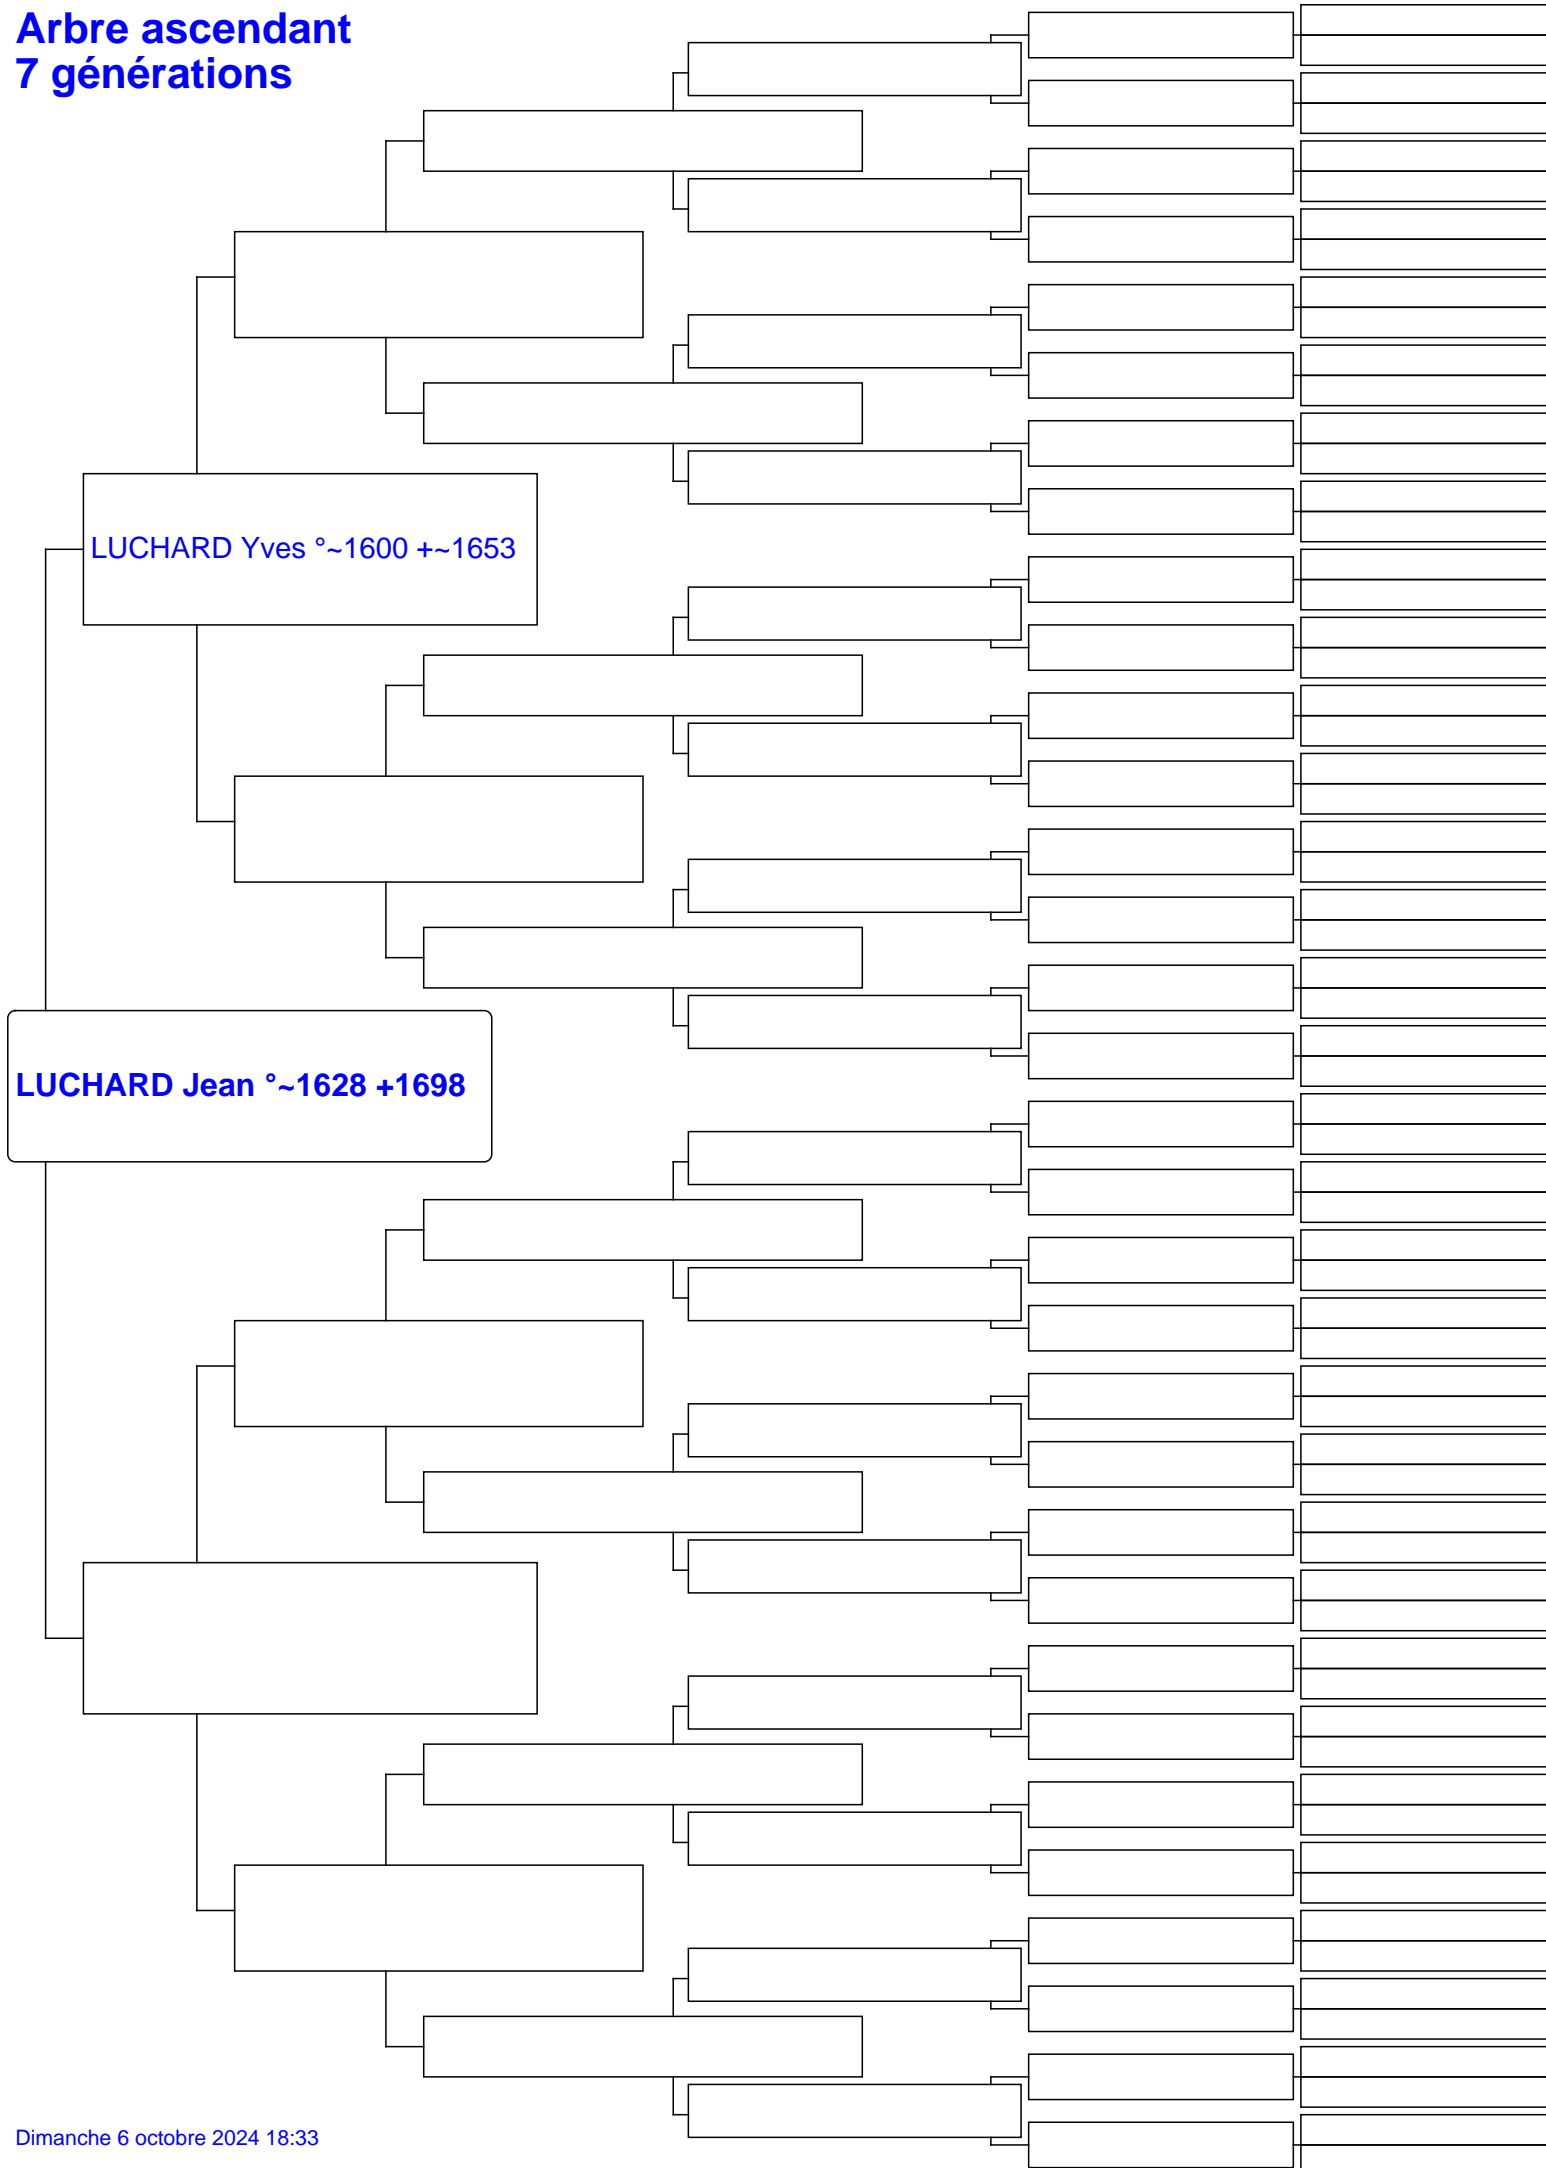 Arbre ascendant
7 générations
LUCHARD Yves °~1600 +~1653
LUCHARD Jean °~1628 +1698
Dimanche 6 octobre 2024 18:33